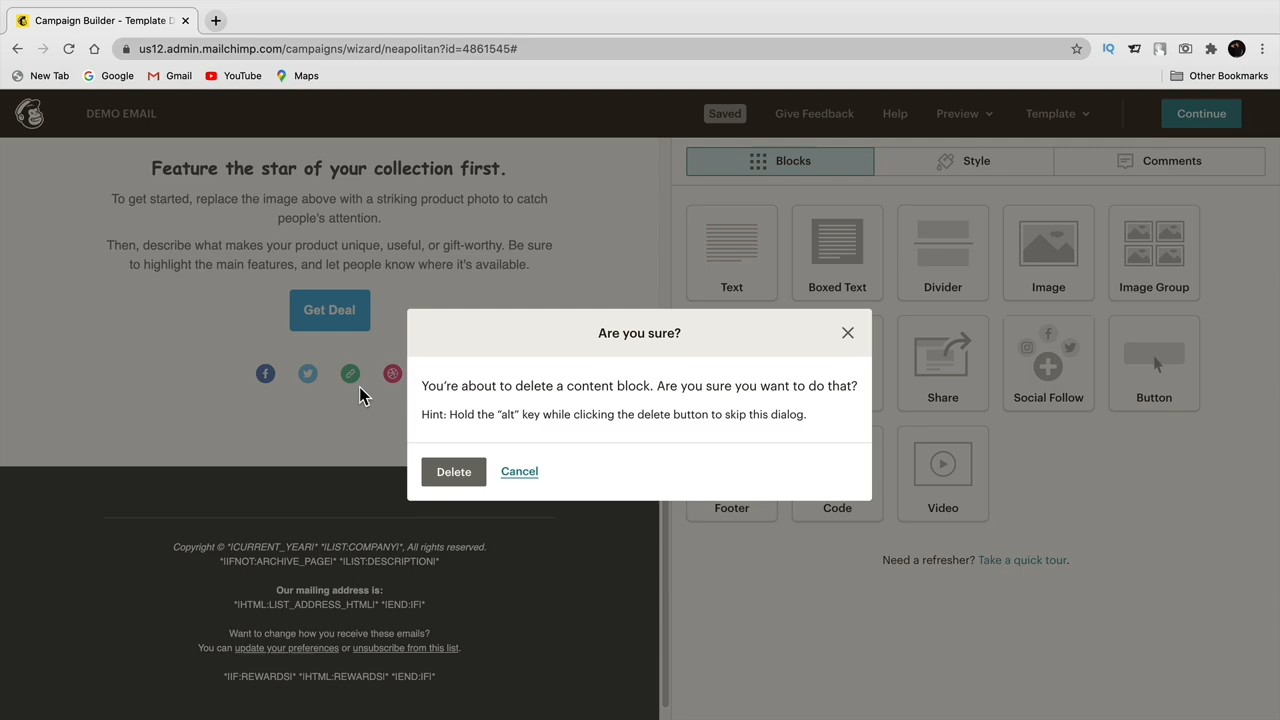 Campaign Builder - Template D
us12.admin.mailchimp.com/campaigns/wizard/neapolitan?id=4861545#
New Tab
Google
Gmail
YouTube
Maps
Other Bookmarks
DEMO EMAIL
Saved
Give Feedback
Help
Preview
Template
Continue
Feature the star of your collection first.
To get started, replace the image above with a striking product photo to catch
people's attention.
Then, describe what makes your product unique, useful, or gift-worthy. Be sure
to highlight the main features, and let people know where it's available.
Get Deal
Blocks
Style
Comments
Text
Boxed Text
Divider
Image
Image Group
Share
Social Follow
Button
Footer
Code
Video
Need a refresher? Take a quick tour.
Are you sure?
You're about to delete a content block. Are you sure you want to do that?
Hint: Hold the “alt” key while clicking the delete button to skip this dialog.
Delete
Cancel
Copyright © *|CURRENT_YEAR|* *|LIST:COMPANY|*, All rights reserved.
*|IFNOT:ARCHIVE_PAGE|* *|LIST:DESCRIPTION|*
Our mailing address is:
*|HTML:LIST_ADDRESS_HTML|* *|END:IF|*
Want to change how you receive these emails?
You can update your preferences or unsubscribe from this list.
*|IF:REWARDS|* *|HTML:REWARDS|* *|END:IF|*